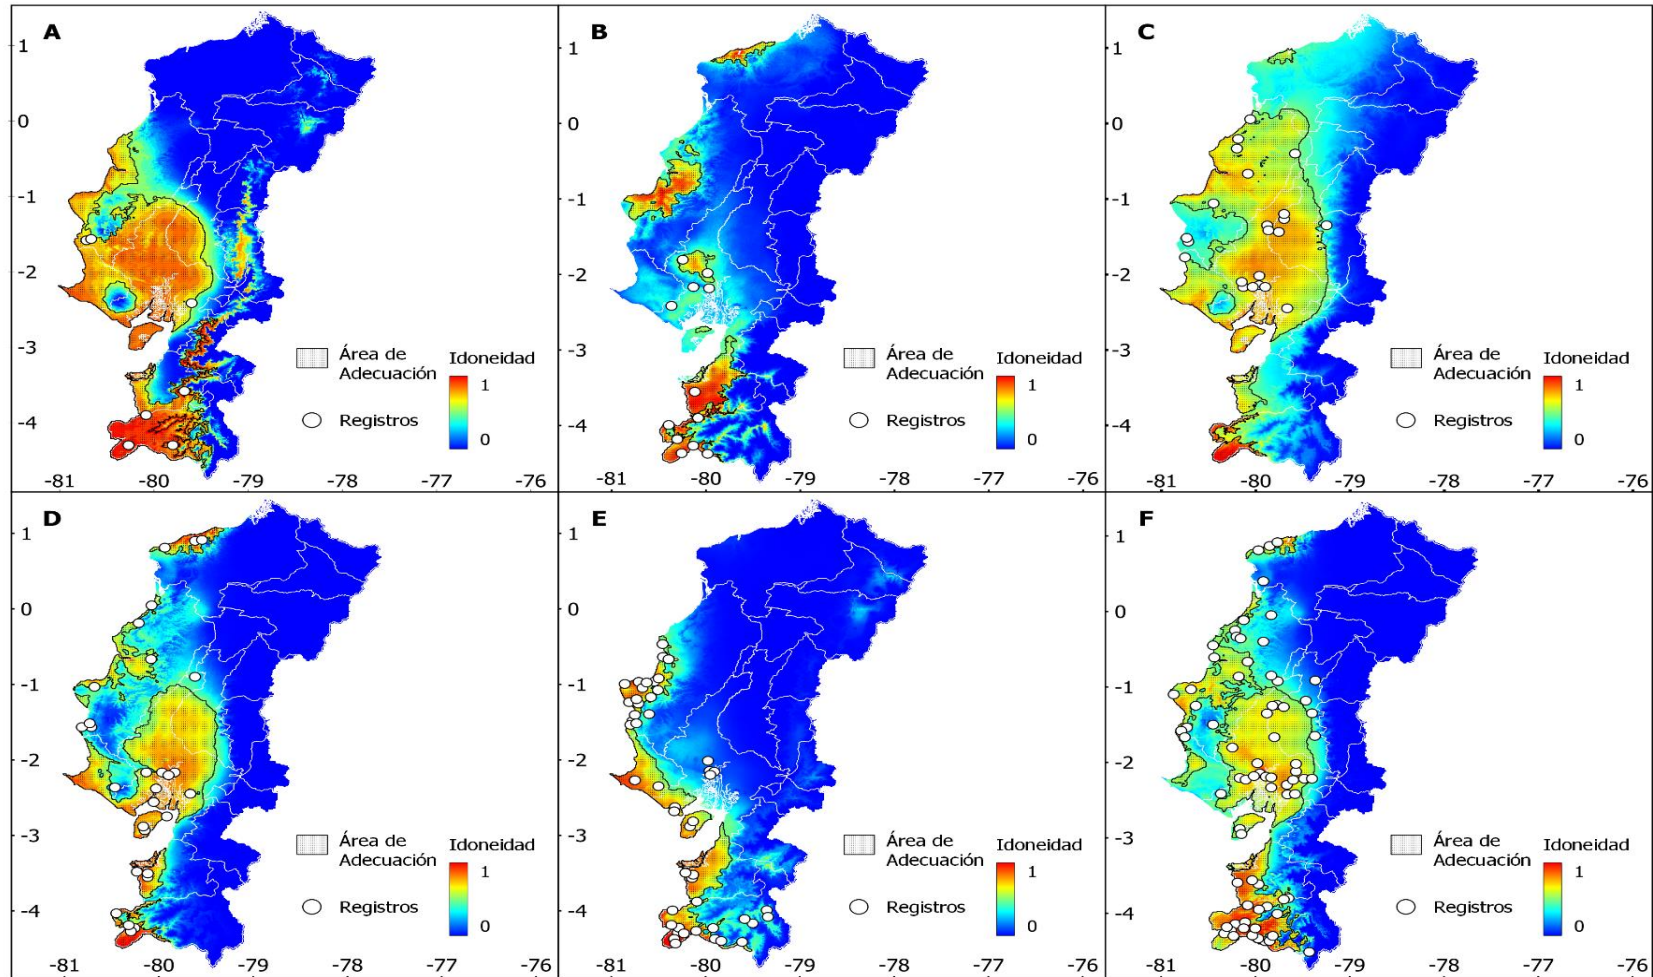 A
1
0
-1
-2
-3
-4
Área de
Adecuación
Registros
Idoneidad
1
0
-81 -80 -79 -78 -77 -76
B
1
0
-1
-2
-3
-4
Área de
Adecuación
Registros
Idoneidad
1
0
-81 -80 -79 -78 -77 -76
C
1
0
-1
-2
-3
-4
Área de
Adecuación
Registros
Idoneidad
1
0
-81 -80 -79 -78 -77 -76
D
1
0
-1
-2
-3
-4
Área de
Adecuación
Registros
Idoneidad
1
0
-81 -80 -79 -78 -77 -76
E
1
0
-1
-2
-3
-4
Área de
Adecuación
Registros
Idoneidad
1
0
-81 -80 -79 -78 -77 -76
F
1
0
-1
-2
-3
-4
Área de
Adecuación
Registros
Idoneidad
1
0
-81 -80 -79 -78 -77 -76